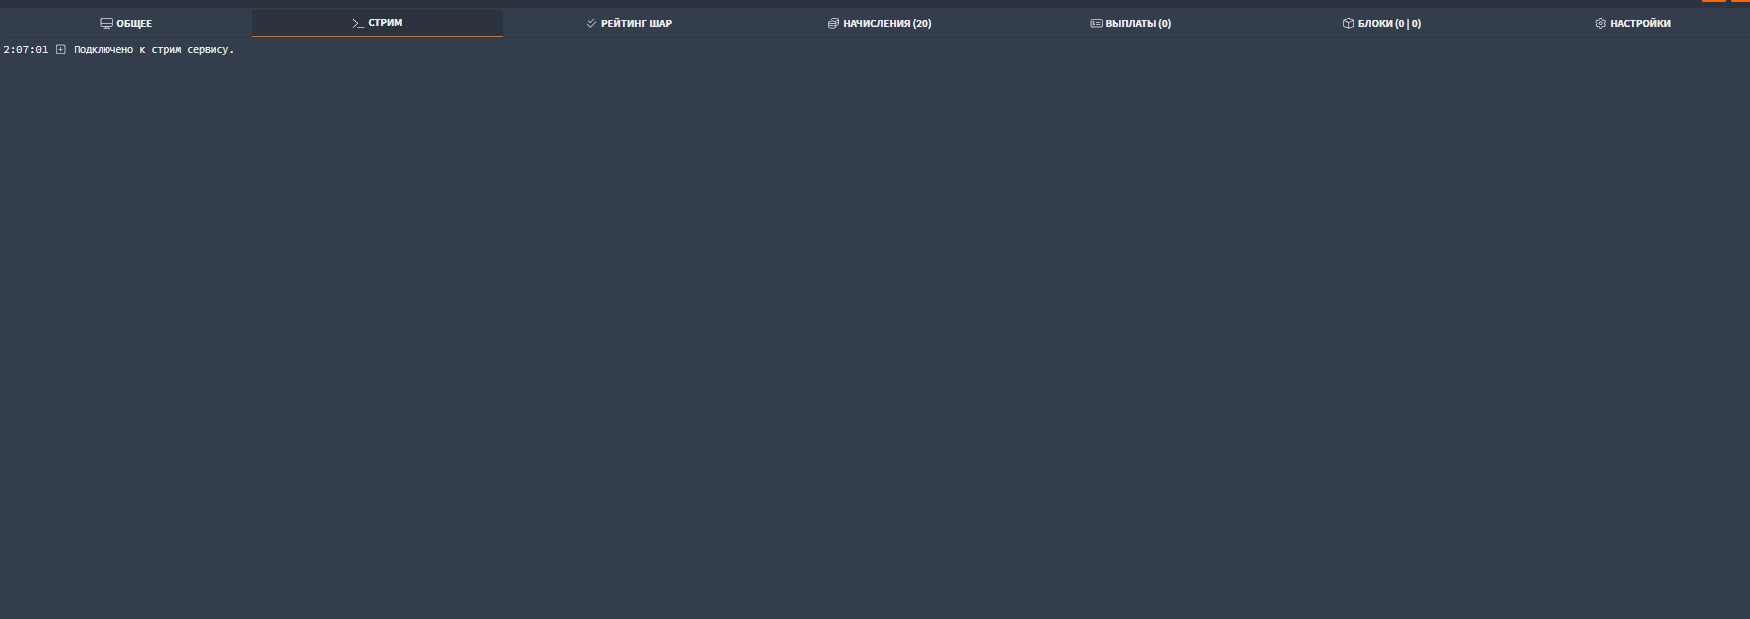 ОБЩЕЕ СТРИМ РЕЙТИНГ ШАР НАЧИСЛЕНИЯ (20) ВЫПЛАТЫ (0) БЛОКИ (0 | 0) НАСТРОЙКИ
2:07:01 Подключено к стрим сервису.